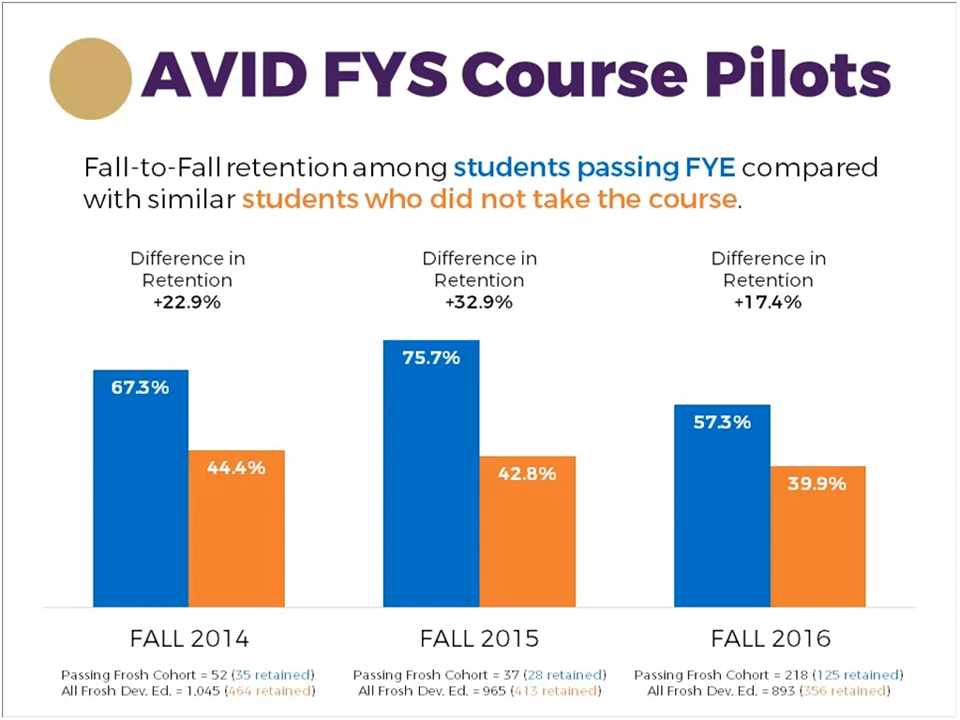 AVID FYS Course Pilots
Fall-to-Fall retention among students passing FYE compared
with similar students who did not take the course.
Difference in
Retention
+22.9%
Difference in
Retention
+32.9%
Difference in
Retention
+17.4%
67.3%
44.4%
75.7%
42.8%
57.3%
39.9%
FALL 2014
FALL 2015
FALL 2016
Passing Frosh Cohort = 52 (35 retained)
All Frosh Dev. Ed. = 1,045 (464 retained)
Passing Frosh Cohort = 37 (28 retained)
All Frosh Dev. Ed. = 965 (413 retained)
Passing Frosh Cohort = 218 (125 retained)
All Frosh Dev. Ed. = 893 (356 retained)